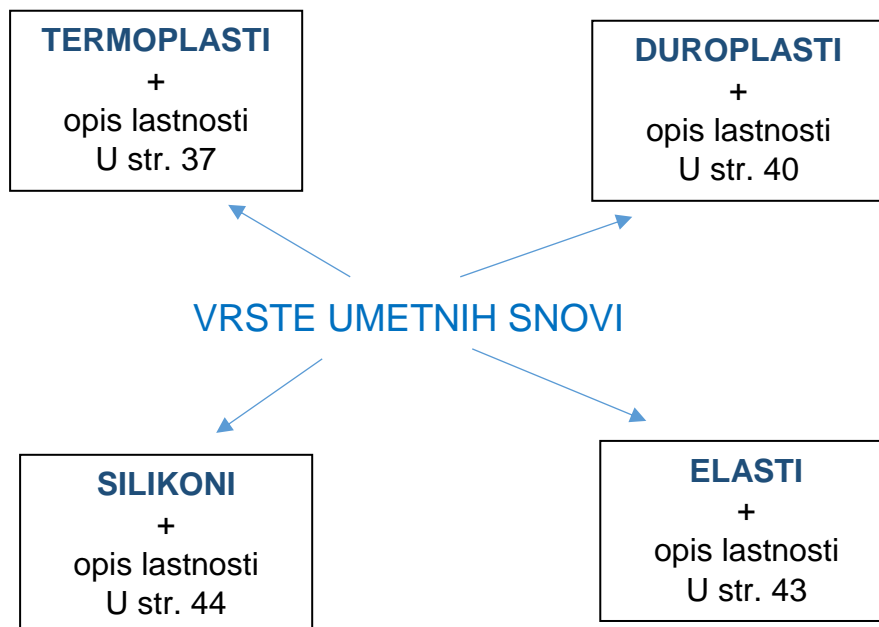 TERMOPLASTI
+
opis lastnosti
U str. 37
DUROPLASTI
+
opis lastnosti
U str. 40
VRSTE UMETNIH SNOVI
SILIKONI
+
opis lastnosti
U str. 44
ELASTI
+
opis lastnosti
U str. 43